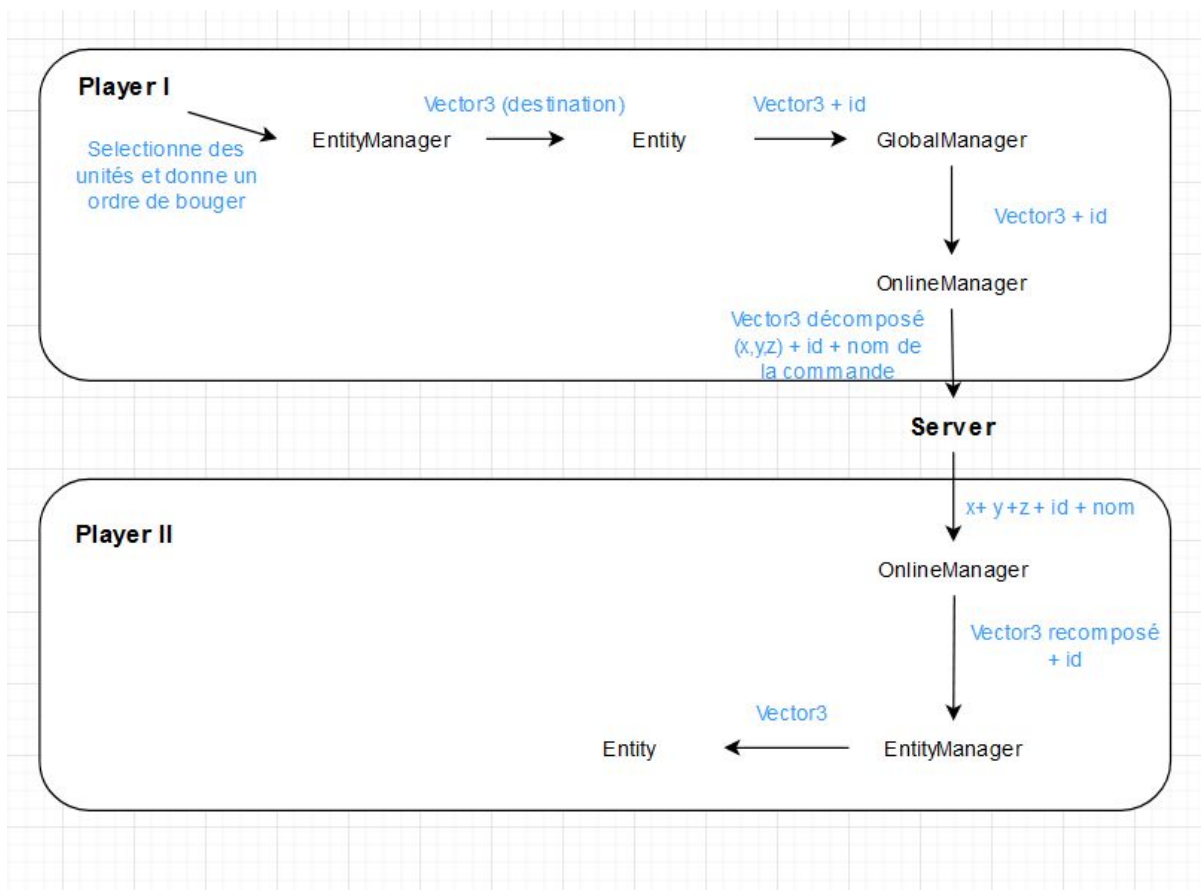 Player I
Vector3 (destination)
Vector3 + id
EntityManager
Entity
GlobalManager
Selectionne des
unités et donne un
ordre de bouger
Vector3 + id
OnlineManager
Vector3 décomposé
(x,y,z) + id + nom de
la commande
Server
x+ y +z + id + nom
Player II
OnlineManager
Vector3 recomposé
+ id
Vector3
Entity
EntityManager